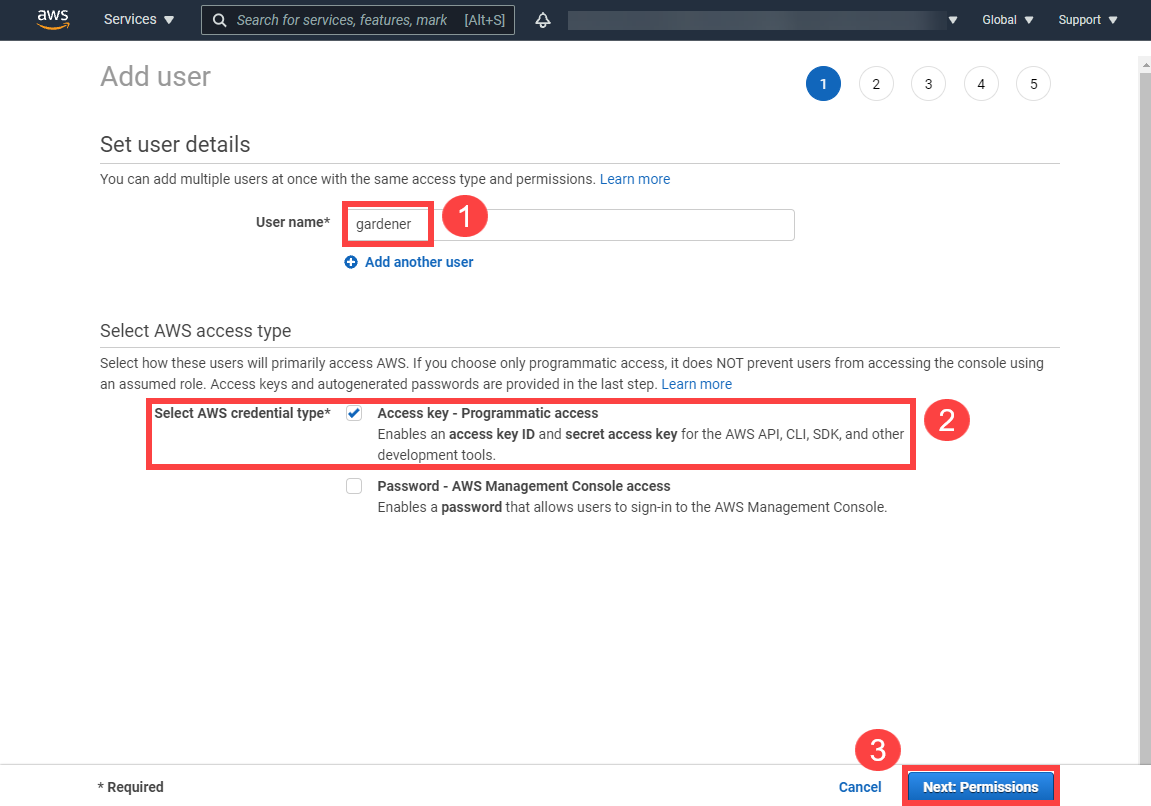 aws Services Search for services, features, mark [Alt+S] Global Support
Add user
1 2 3 4 5
Set user details
You can add multiple users at once with the same access type and permissions. Learn more
User name* gardener 1
Add another user
Select AWS access type
Select how these users will primarily access AWS. If you choose only programmatic access, it does NOT prevent users from accessing the console using
an assumed role. Access keys and autogenerated passwords are provided in the last step. Learn more
Select AWS credential type* Access key - Programmatic access 2
Enables an access key ID and secret access key for the AWS API, CLI, SDK, and other
development tools.
Password - AWS Management Console access
Enables a password that allows users to sign-in to the AWS Management Console.
3
* Required Cancel Next: Permissions